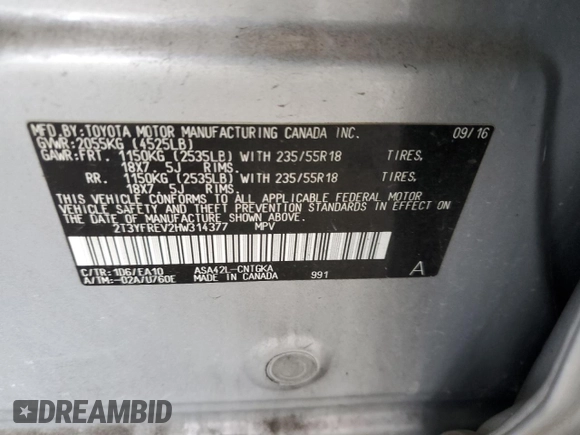 MFD.BY:TOYOTA MOTOR MANUFACTURING CANADA INC. 09/16
GVWR:2055KG (4525LB)
GAWR:FRT. 1150KG (2535LB) WITH 235/55R18 TIRES.
18X7. 5J RIMS.
RR. 1150KG (2535LB) WITH 235/55R18 TIRES.
18X7. 5J RIMS.
THIS VEHICLE CONFORMS TO ALL APPLICABLE FEDERAL MOTOR
VEHICLE SAFETY AND THEFT PREVENTION STANDARDS IN EFFECT ON
THE DATE OF MANUFACTURE SHOWN ABOVE.
2T3YFREV2HW314377 MPV
C/TR:1D6/EA10 ASA42L-CNTGKA
A/TM:-02A/U760E MADE IN CANADA 991 A
DREAMBID